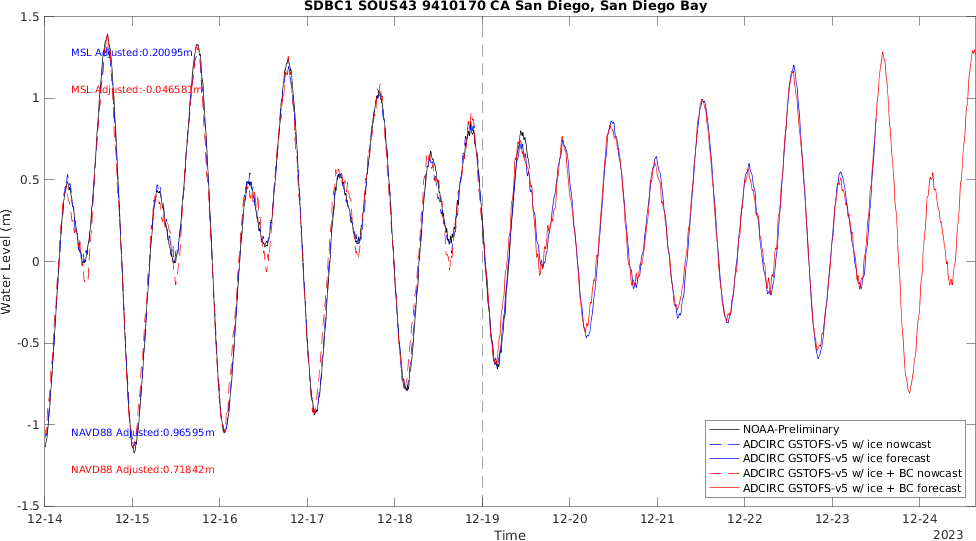 SDBC1 SOUS43 9410170 CA San Diego, San Diego Bay
1.5
MSL Adjusted:0.20095m
MSL Adjusted:-0.046581m
1
0.5
0
-0.5
-1
-1.5
Water Level (m)
NAVD88 Adjusted:0.96595m
NAVD88 Adjusted:0.71842m
NOAA-Preliminary
ADCIRC GSTOFS-v5 w/ ice nowcast
ADCIRC GSTOFS-v5 w/ ice forecast
ADCIRC GSTOFS-v5 w/ ice + BC nowcast
ADCIRC GSTOFS-v5 w/ ice + BC forecast
12-14 12-15 12-16 12-17 12-18 12-19 12-20 12-21 12-22 12-23 12-24
Time
2023